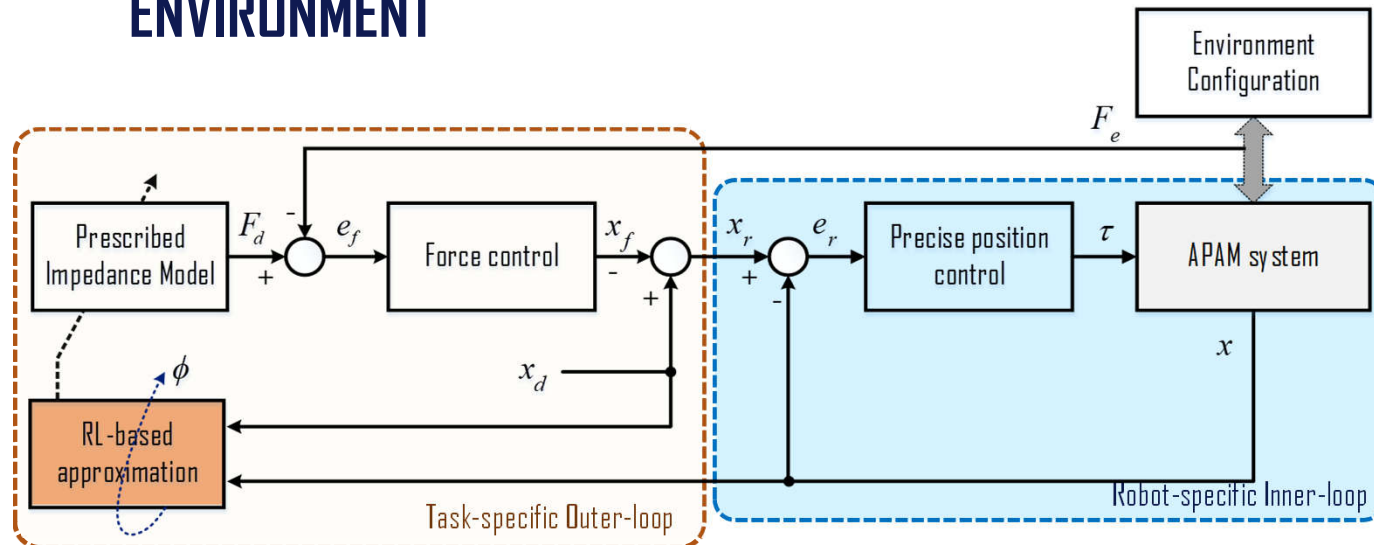 ENVIRONMENT
Environment
Configuration
F_e
Prescribed
Impedance Model
F_d
-
+
e_f
Force control
x_f
-
+
x_r
+
-
e_r
Precise position
control
τ
APAM system
x
x_d
ϕ
RL-based
approximation
Task-specific Outer-loop
Robot-specific Inner-loop